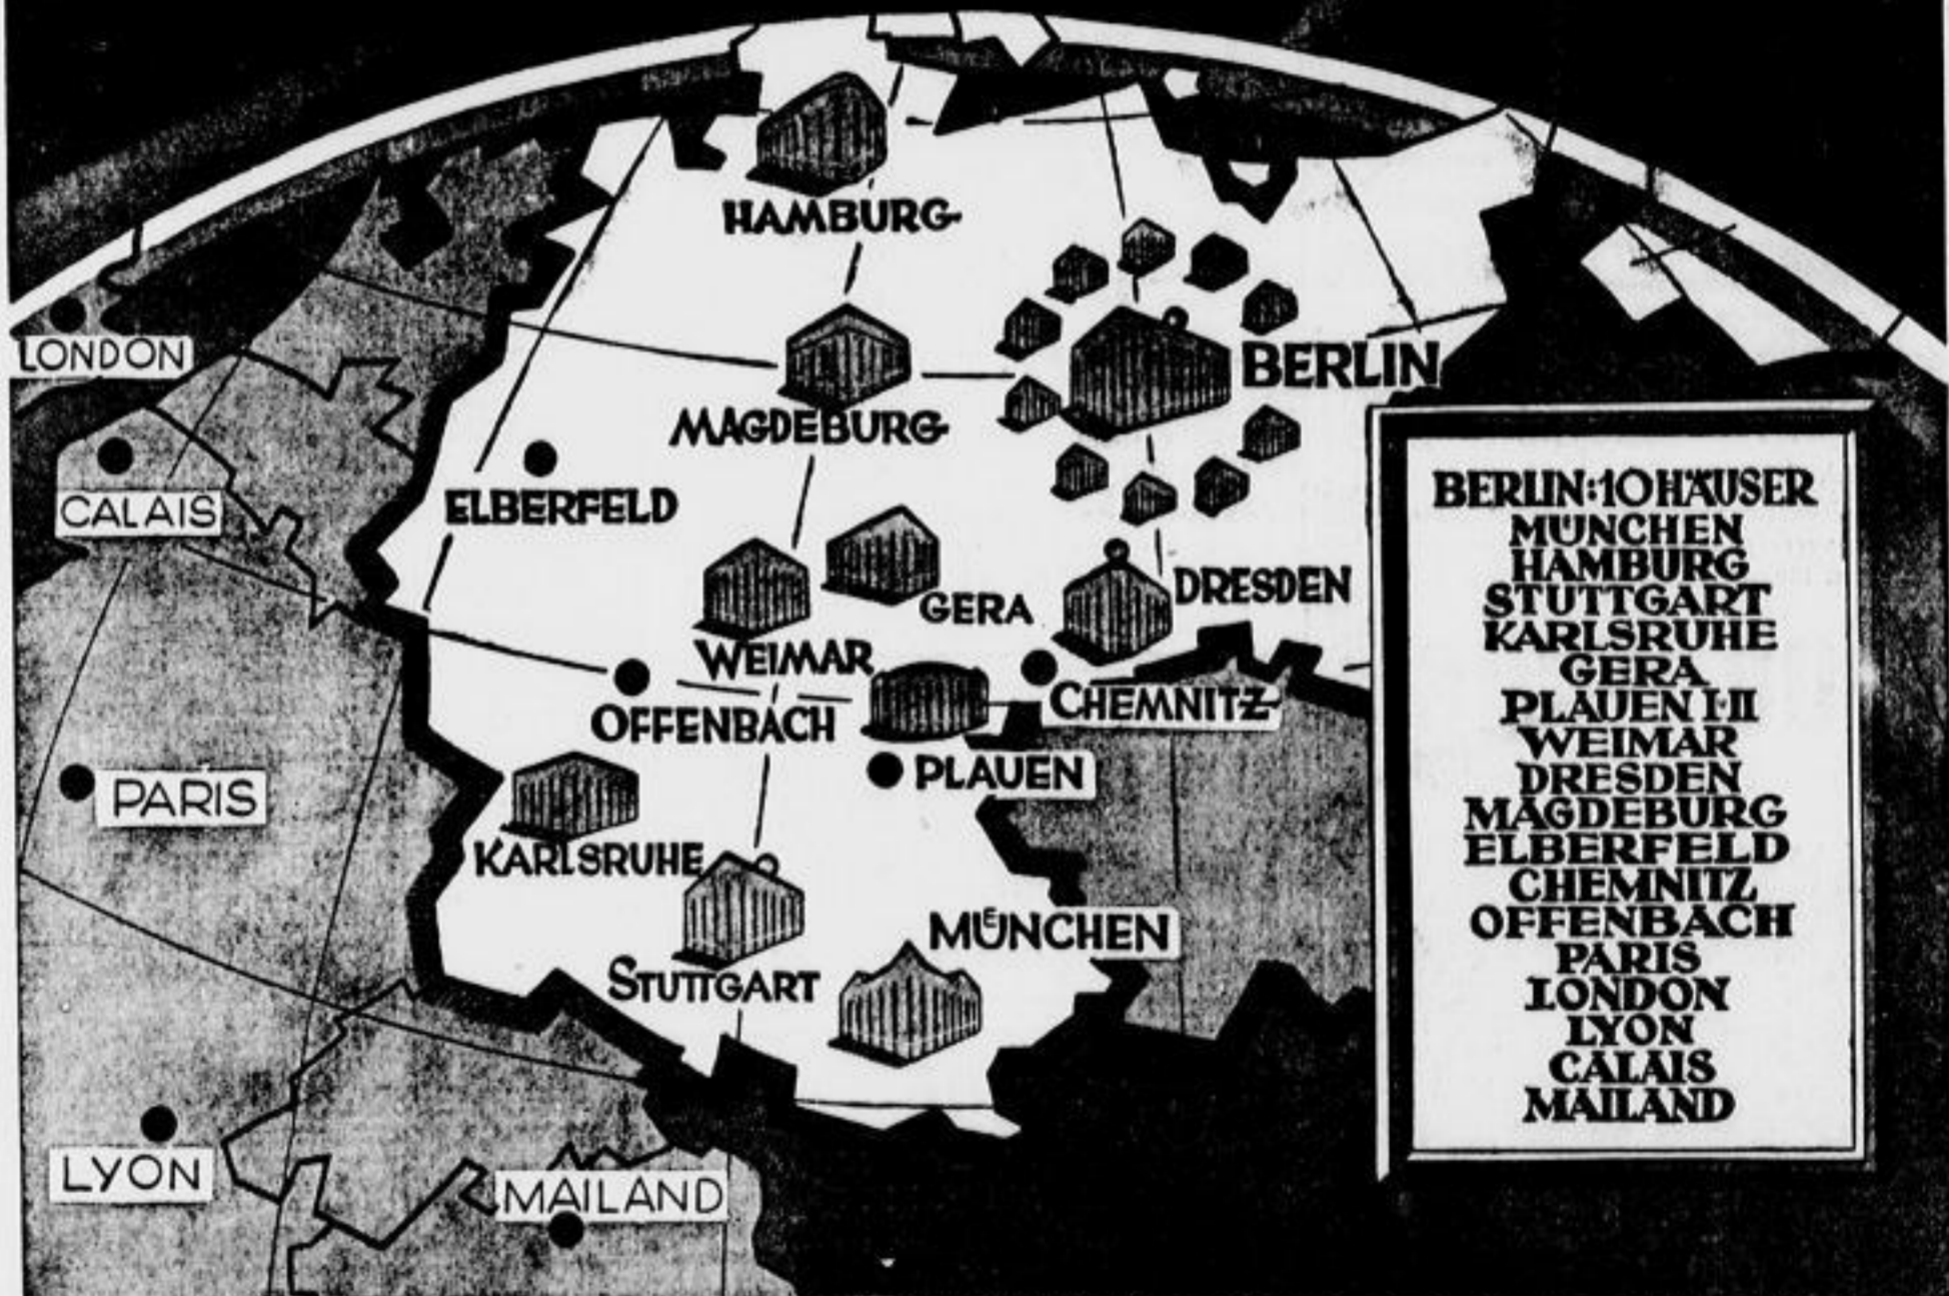 HAMBURG
LONDON
BERLIN
MAGDEBURG
CALAIS
ELBERFELD
GERA
DRESDEN
WEIMAR
CHEMNITZ
OFFENBACH
PARIS
PLAUEN
KARLSRUHE
MÜNCHEN
STUTTGART
LYON
MAILAND
BERLIN:10 HÄUSER
MÜNCHEN
HAMBURG
STUTTGART
KARLSRUHE
GERA
PLAUEN I•II
WEIMAR
DRESDEN
MAGDEBURG
ELBERFELD
CHEMNITZ
OFFENBACH
PARIS
LONDON
LYON
CALAIS
MAILAND